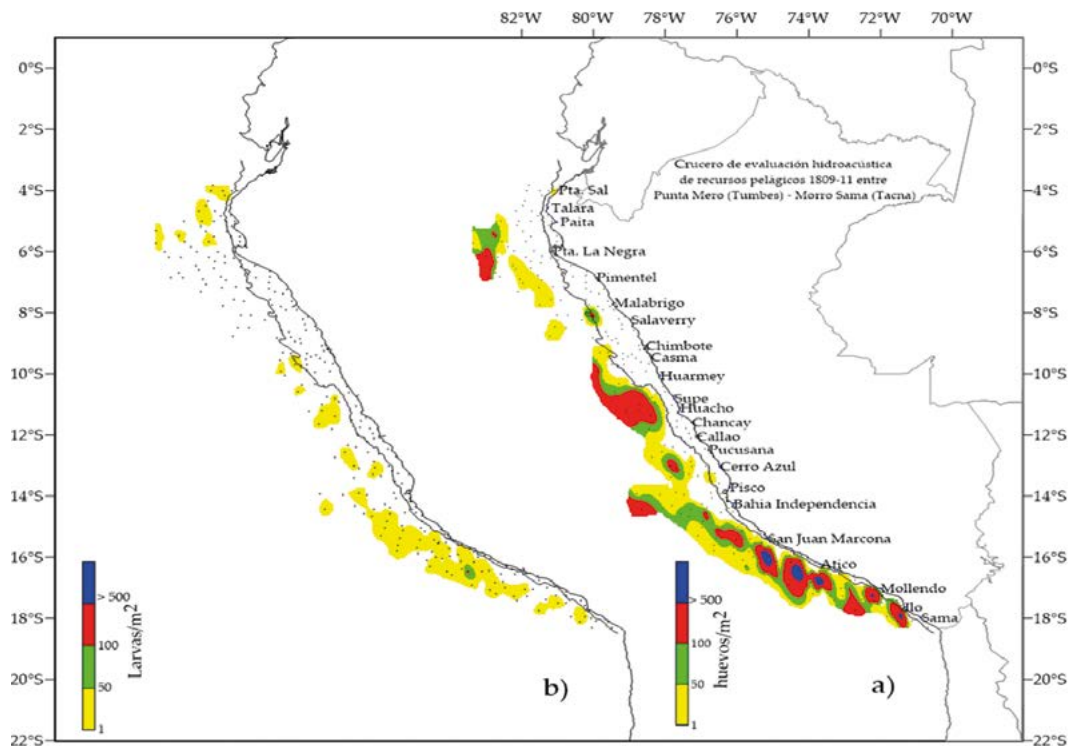 82°W 80°W 78°W 76°W 74°W 72°W 70°W
0°S 0°S
2°S 2°S
Crucero de evaluación hidroacústica
de recursos pelágicos 1809-11 entre
Punta Mero (Tumbes) - Morro Sama (Tacna)
4°S Pta. Sal 4°S
Talara
Paita
6°S Pta. La Negra 6°S
Pimentel
Malabrigo
8°S Salaverry 8°S
Chimbote
Casma
10°S Huarmey 10°S
Supe
Huacho
Chancay
12°S Callao 12°S
Pucusana
Cerro Azul
Pisco
14°S Bahia Independencia 14°S
San Juan Marcona
16°S Atico 16°S
Mollendo
Ilo
18°S Sama 18°S
20°S 20°S
22°S 22°S
> 500
100
50
1
Larvas/m2
b)
> 500
100
50
1
huevos/m2
a)